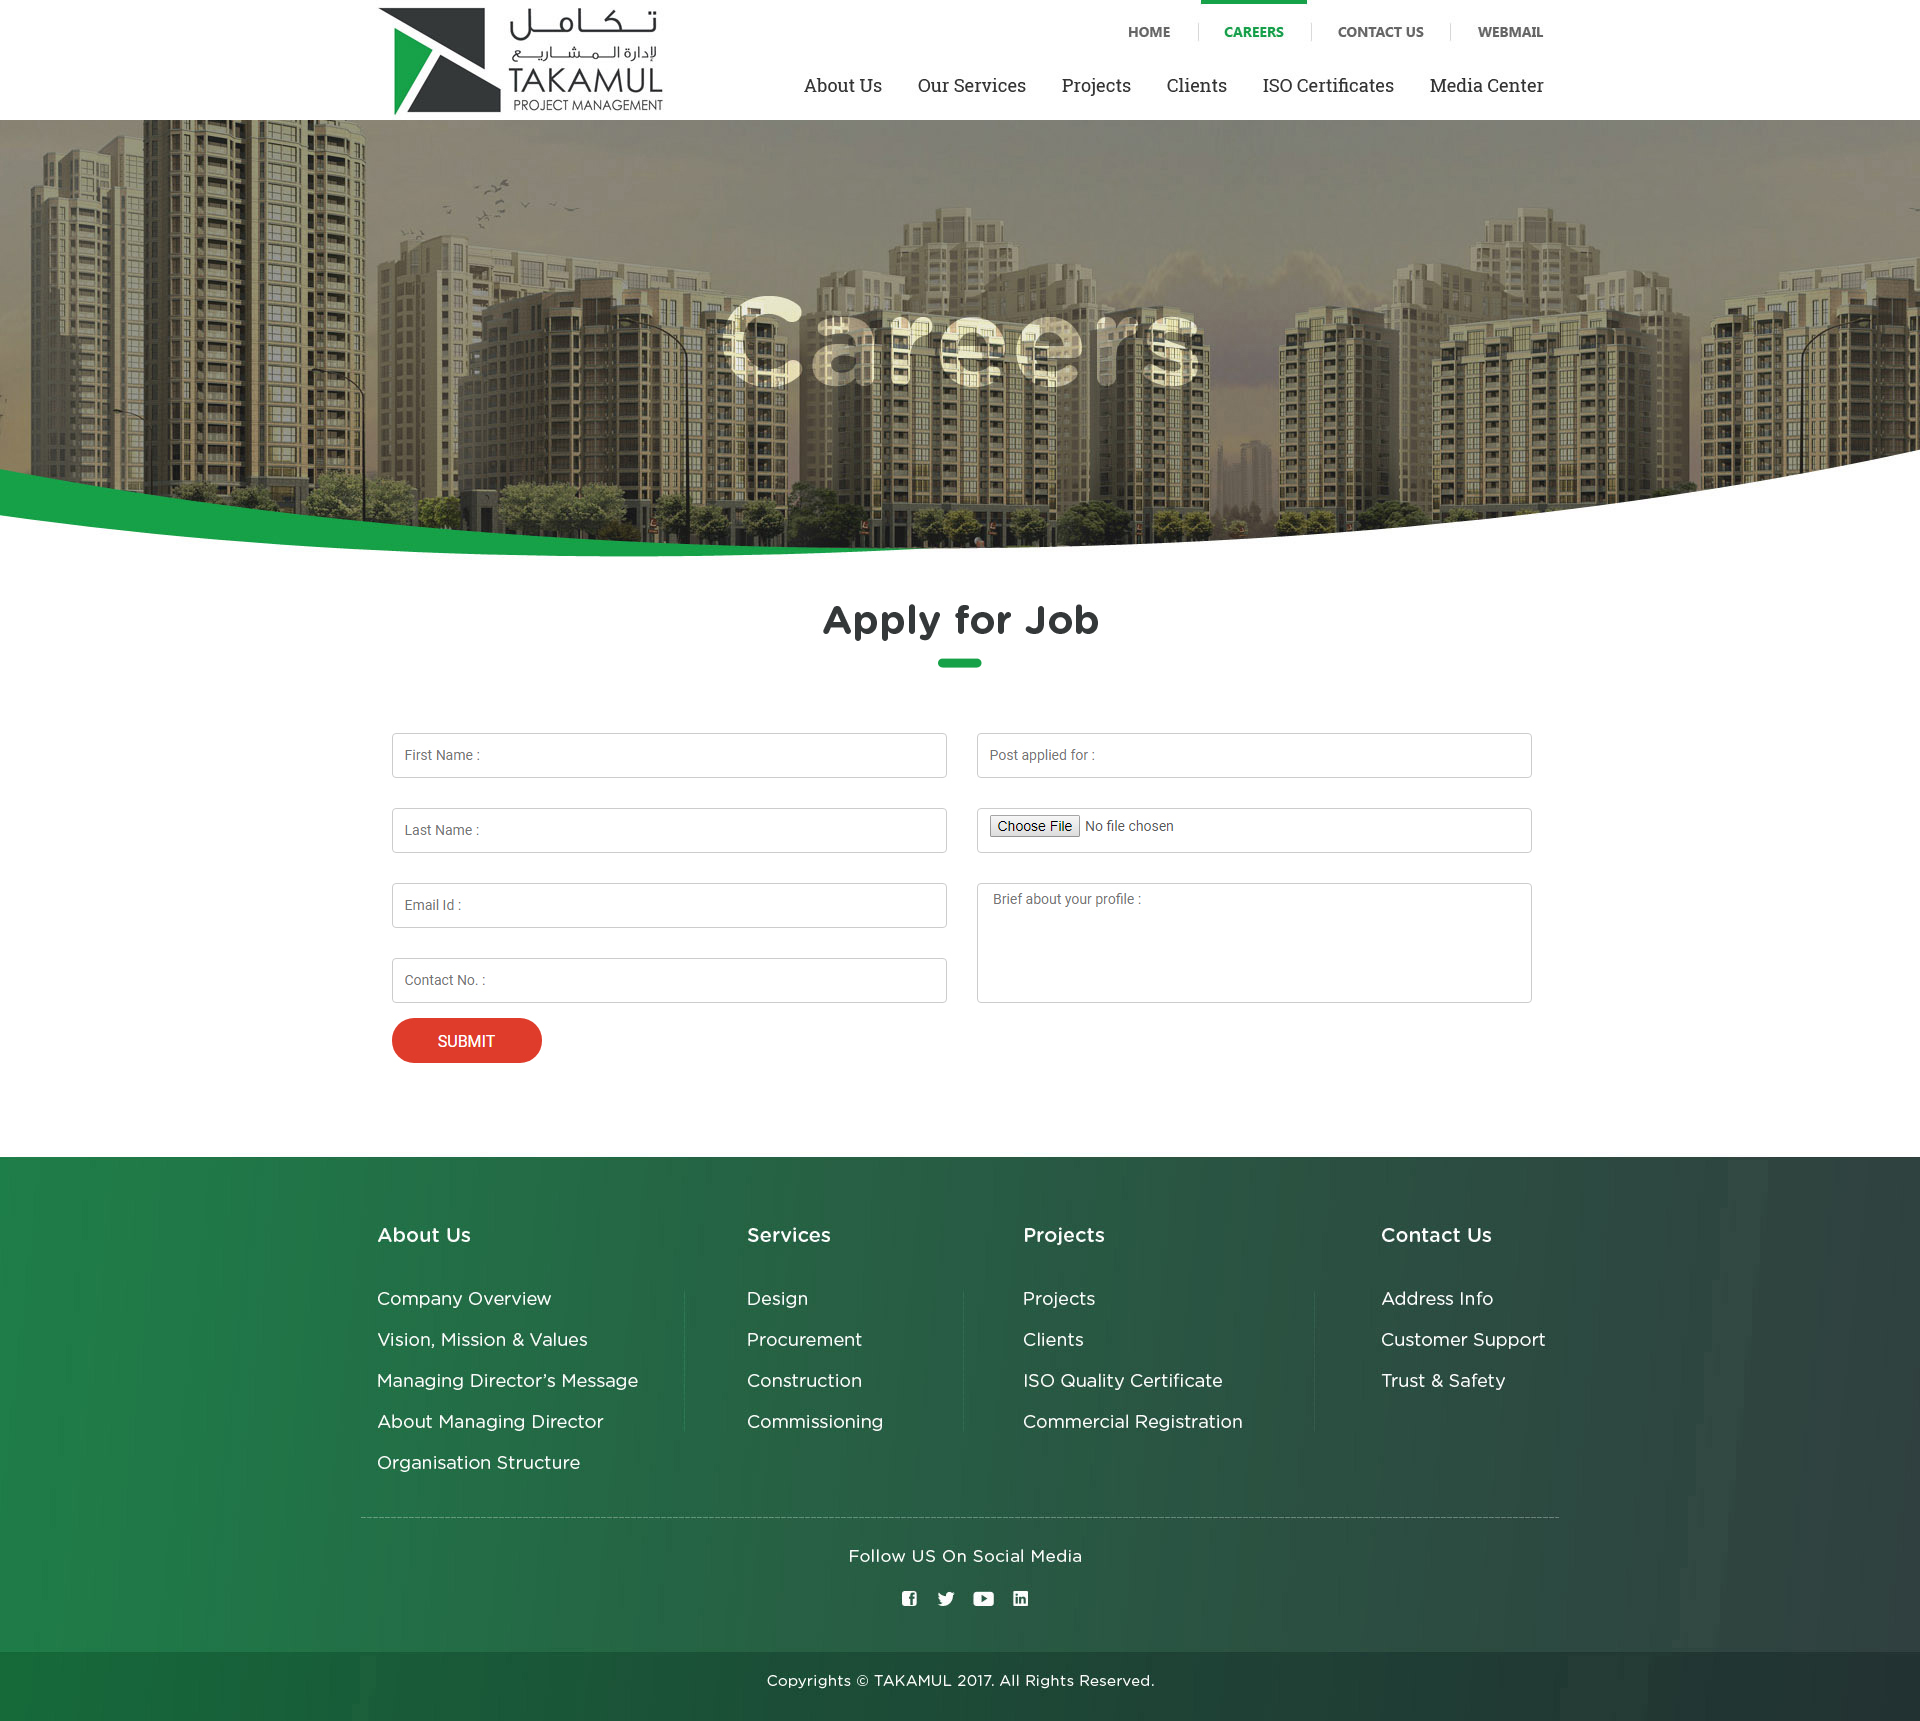 تكامل
لإدارة المشاريع
TAKAMUL
PROJECT MANAGEMENT
HOME
CAREERS
CONTACT US
WEBMAIL
About Us
Our Services
Projects
Clients
ISO Certificates
Media Center
Careers
Apply for Job
First Name :
Post applied for :
Last Name :
Choose File No file chosen
Email Id :
Brief about your profile :
Contact No. :
SUBMIT
About Us
Company Overview
Vision, Mission & Values
Managing Director’s Message
About Managing Director
Organisation Structure
Services
Design
Procurement
Construction
Commissioning
Projects
Projects
Clients
ISO Quality Certificate
Commercial Registration
Contact Us
Address Info
Customer Support
Trust & Safety
Follow US On Social Media
Copyrights © TAKAMUL 2017. All Rights Reserved.